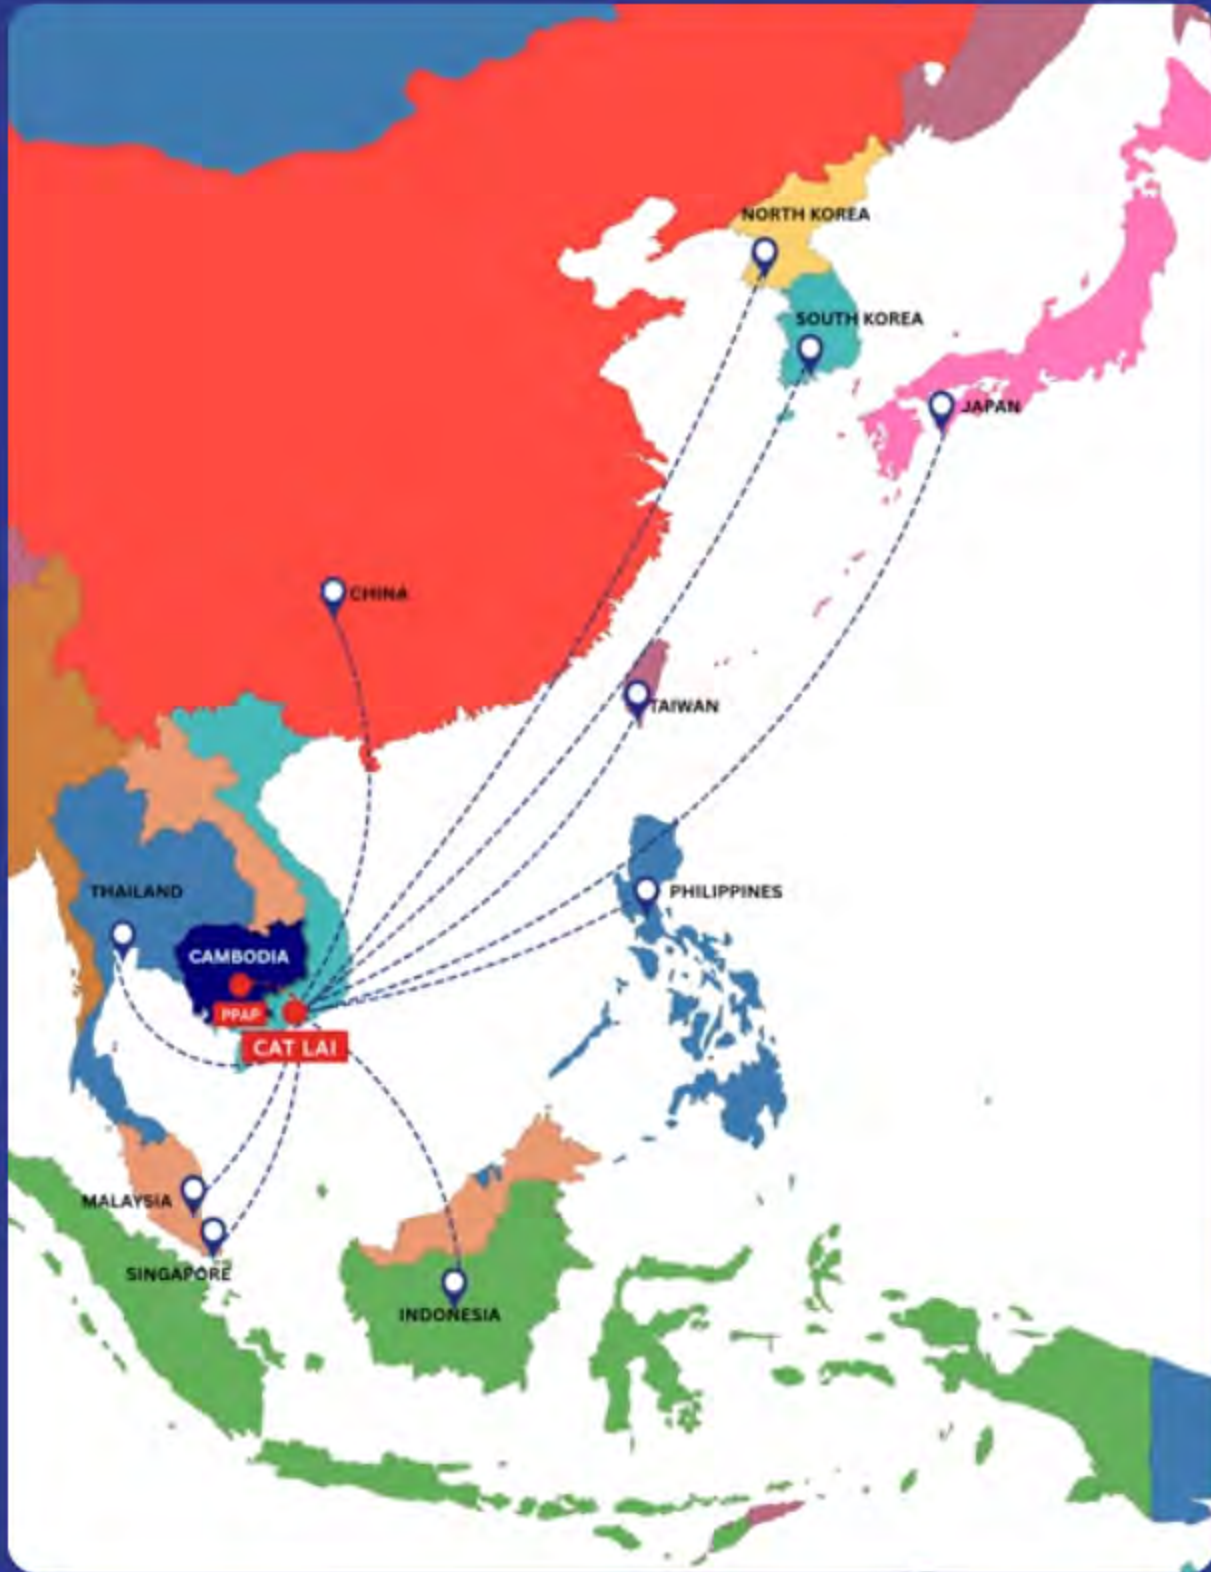 NORTH KOREA
SOUTH KOREA
JAPAN
CHINA
TAIWAN
THAILAND
PHILIPPINES
CAMBODIA
PPAP
CAT LAI
MALAYSIA
SINGAPORE
INDONESIA